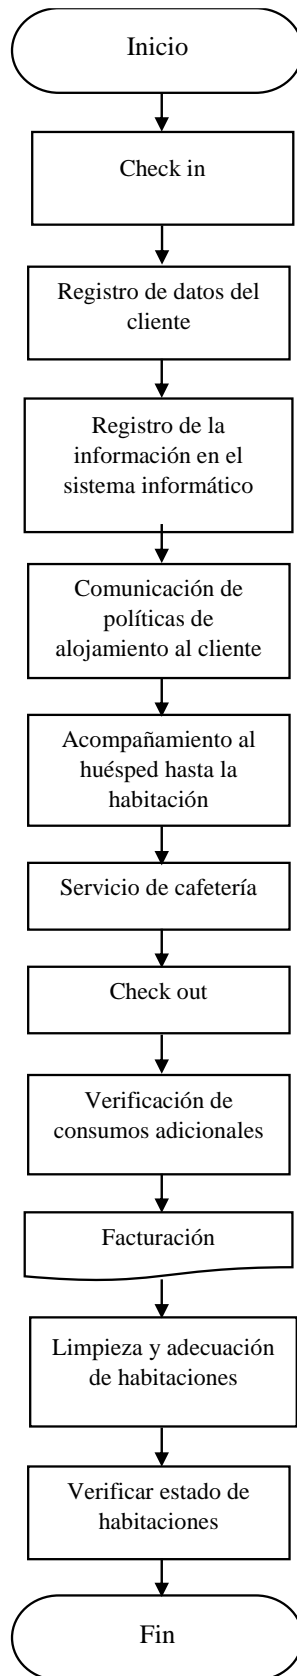 Inicio
Check in
Registro de datos del
cliente
Registro de la
información en el
sistema informático
Comunicación de
políticas de
alojamiento al cliente
Acompañamiento al
huésped hasta la
habitación
Servicio de cafetería
Check out
Verificación de
consumos adicionales
Facturación
Limpieza y adecuación
de habitaciones
Verificar estado de
habitaciones
Fin